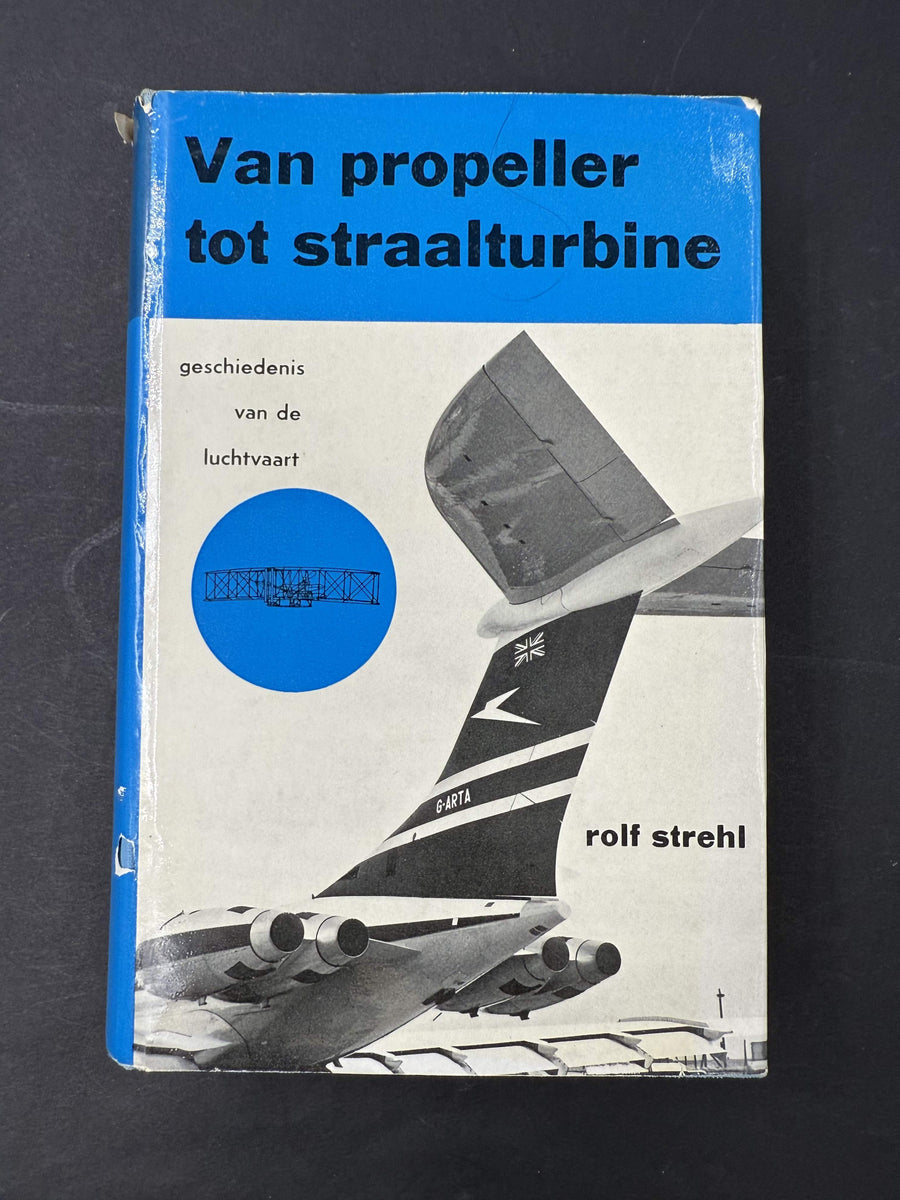 Van propeller
tot straalturbine
geschiedenis
van de
luchtvaart
G-ARTA
rolf strehl